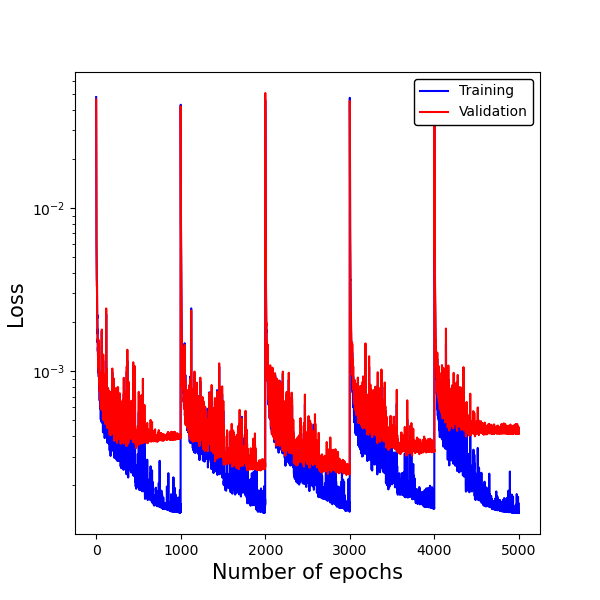 Training
Validation
10⁻²
10⁻³
Loss
0 1000 2000 3000 4000 5000
Number of epochs